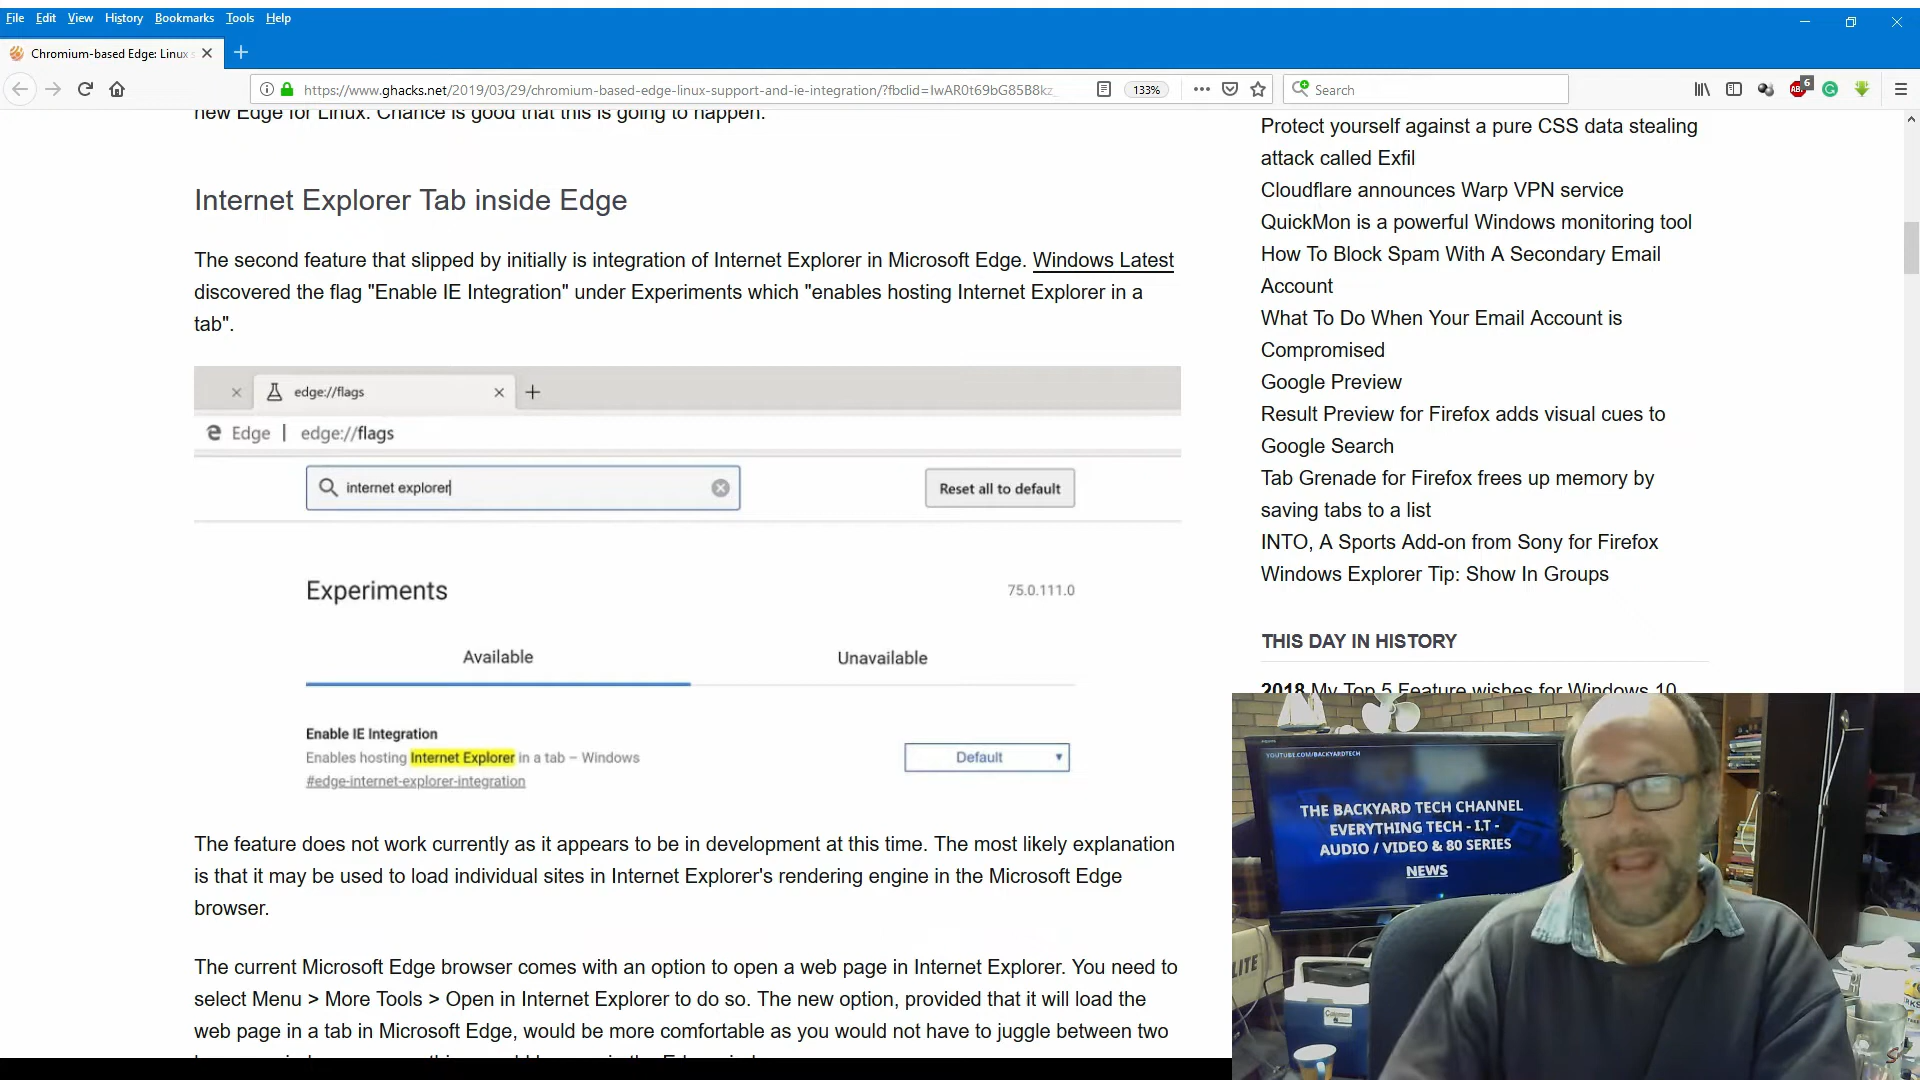 File Edit View History Bookmarks Tools Help
Chromium-based Edge: Linux s
https://www.ghacks.net/2019/03/29/chromium-based-edge-linux-support-and-ie-integration/?fbclid=IwAR0t69bG85B8kz_
133%
Search
6
new Edge for Linux. Chance is good that this is going to happen.
Internet Explorer Tab inside Edge
The second feature that slipped by initially is integration of Internet Explorer in Microsoft Edge. Windows Latest
discovered the flag "Enable IE Integration" under Experiments which "enables hosting Internet Explorer in a
tab".
edge://flags
Edge | edge://flags
internet explorer
Reset all to default
Experiments
75.0.111.0
Available
Unavailable
Enable IE Integration
Enables hosting Internet Explorer in a tab – Windows
#edge-internet-explorer-integration
Default
The feature does not work currently as it appears to be in development at this time. The most likely explanation
is that it may be used to load individual sites in Internet Explorer's rendering engine in the Microsoft Edge
browser.
The current Microsoft Edge browser comes with an option to open a web page in Internet Explorer. You need to
select Menu > More Tools > Open in Internet Explorer to do so. The new option, provided that it will load the
web page in a tab in Microsoft Edge, would be more comfortable as you would not have to juggle between two
Protect yourself against a pure CSS data stealing
attack called Exfil
Cloudflare announces Warp VPN service
QuickMon is a powerful Windows monitoring tool
How To Block Spam With A Secondary Email
Account
What To Do When Your Email Account is
Compromised
Google Preview
Result Preview for Firefox adds visual cues to
Google Search
Tab Grenade for Firefox frees up memory by
saving tabs to a list
INTO, A Sports Add-on from Sony for Firefox
Windows Explorer Tip: Show In Groups
THIS DAY IN HISTORY
2018 My Top 5 Feature wishes for Windows 10
YOUTUBE.COM/BACKYARDTECH
THE BACKYARD TECH CHANNEL
EVERYTHING TECH - I.T -
AUDIO / VIDEO & 80 SERIES
NEWS
LITE
Coleman